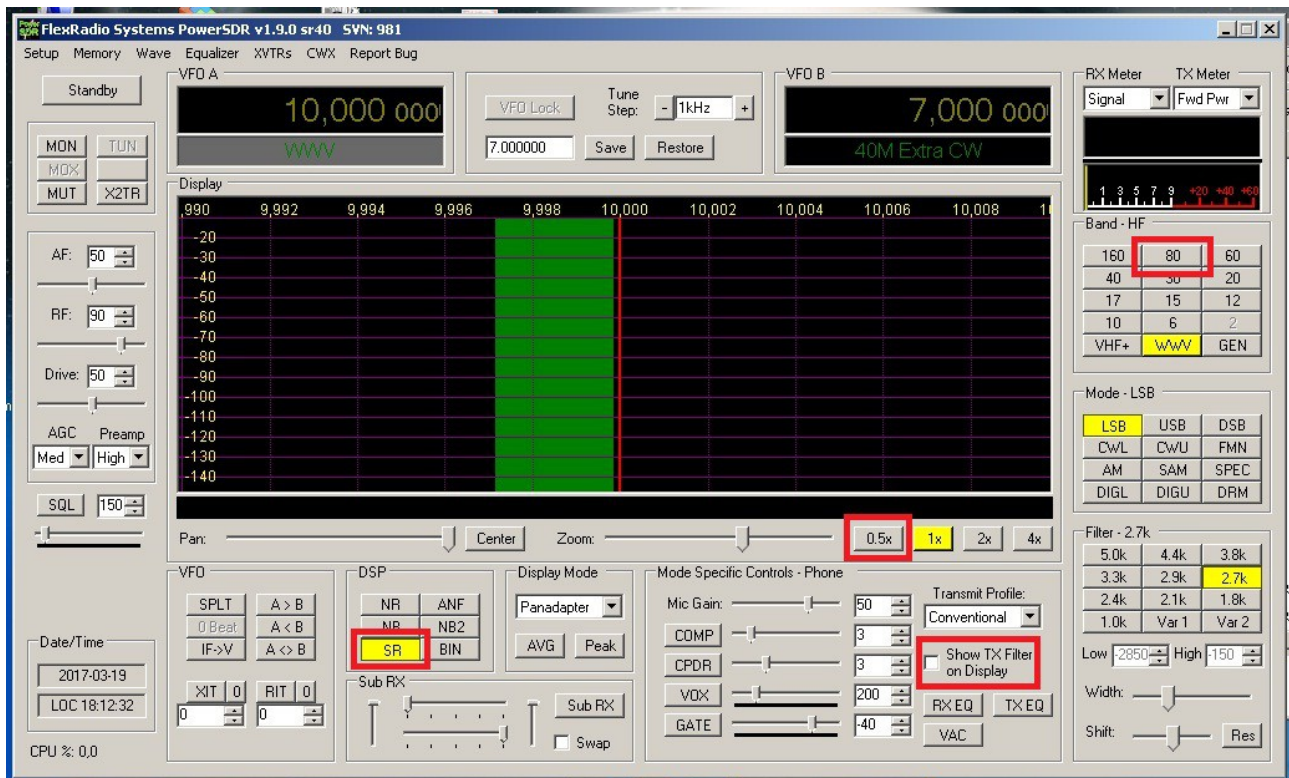 FlexRadio Systems PowerSDR v1.9.0 sr40 SVN: 981
Setup Memory Wave Equalizer XVTRs CWX Report Bug
Standby
MON TUN
MOX
MUT X2TR
AF: 50
RF: 90
Drive: 50
AGC Preamp
Med High
SQL 150
Date/Time
2017-03-19
LOC 18:12:32
CPU %: 0,0
VFO A
10,000 000
WWV
VFO Lock
Tune
Step: - 1kHz +
7.000000 Save Restore
VFO B
7,000 000
40M Extra CW
RX Meter TX Meter
Signal Fwd Pwr
1 3 5 7 9 +20 +40 +60
Display
,990 9,992 9,994 9,996 9,998 10,000 10,002 10,004 10,006 10,008
-20
-30
-40
-50
-60
-70
-80
-90
-100
-110
-120
-130
-140
Pan: Center Zoom: 0.5x 1x 2x 4x
Band - HF
160 80 60
40 30 20
17 15 12
10 6 2
VHF+ WWV GEN
Mode - LSB
LSB USB DSB
CWL CWU FMN
AM SAM SPEC
DIGL DIGU DRM
Filter - 2.7k
5.0k 4.4k 3.8k
3.3k 2.9k 2.7k
2.4k 2.1k 1.8k
1.0k Var 1 Var 2
Low -2850 High -150
Width:
Shift: Res
VFO
SPLT A > B
0 Beat A < B
IF->V A <> B
XIT 0 RIT 0
0 0
DSP
NR ANF
NB NB2
SR BIN
Display Mode
Panadapter
AVG Peak
Sub RX
Sub RX
Swap
Mode Specific Controls - Phone
Mic Gain: 50
COMP 3
CPDR 3
VOX 200
GATE -40
Transmit Profile:
Conventional
Show TX Filter
on Display
RX EQ TX EQ
VAC